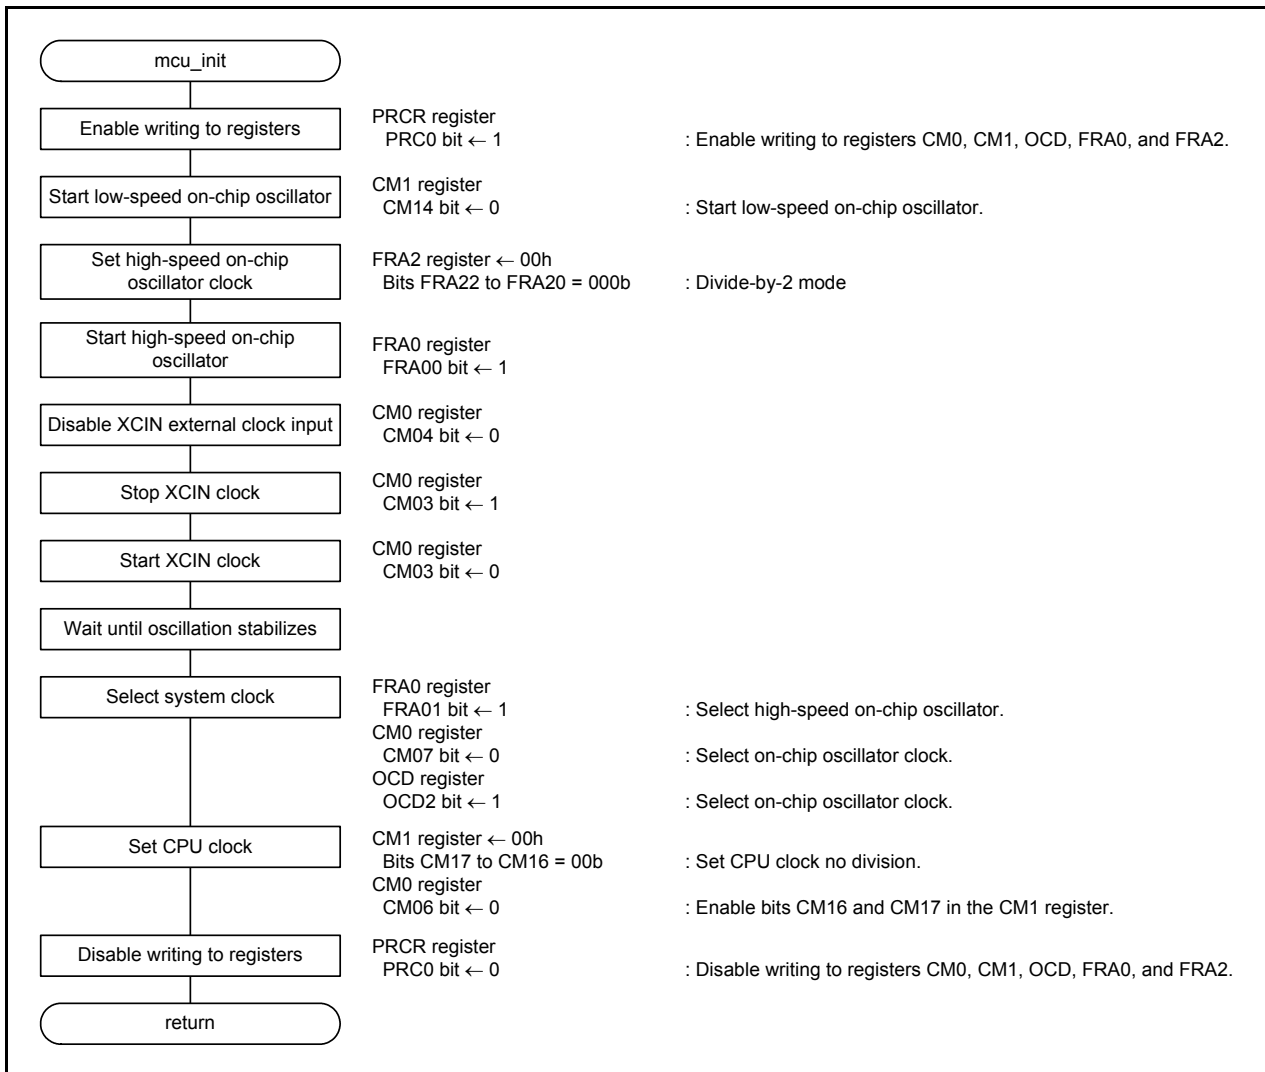 mcu_init
Enable writing to registers
PRCR register
PRC0 bit ← 1 : Enable writing to registers CM0, CM1, OCD, FRA0, and FRA2.
Start low-speed on-chip oscillator
CM1 register
CM14 bit ← 0 : Start low-speed on-chip oscillator.
Set high-speed on-chip
oscillator clock
FRA2 register ← 00h
Bits FRA22 to FRA20 = 000b : Divide-by-2 mode
Start high-speed on-chip
oscillator
FRA0 register
FRA00 bit ← 1
Disable XCIN external clock input
CM0 register
CM04 bit ← 0
Stop XCIN clock
CM0 register
CM03 bit ← 1
Start XCIN clock
CM0 register
CM03 bit ← 0
Wait until oscillation stabilizes
Select system clock
FRA0 register
FRA01 bit ← 1 : Select high-speed on-chip oscillator.
CM0 register
CM07 bit ← 0 : Select on-chip oscillator clock.
OCD register
OCD2 bit ← 1 : Select on-chip oscillator clock.
Set CPU clock
CM1 register ← 00h
Bits CM17 to CM16 = 00b : Set CPU clock no division.
CM0 register
CM06 bit ← 0 : Enable bits CM16 and CM17 in the CM1 register.
Disable writing to registers
PRCR register
PRC0 bit ← 0 : Disable writing to registers CM0, CM1, OCD, FRA0, and FRA2.
return